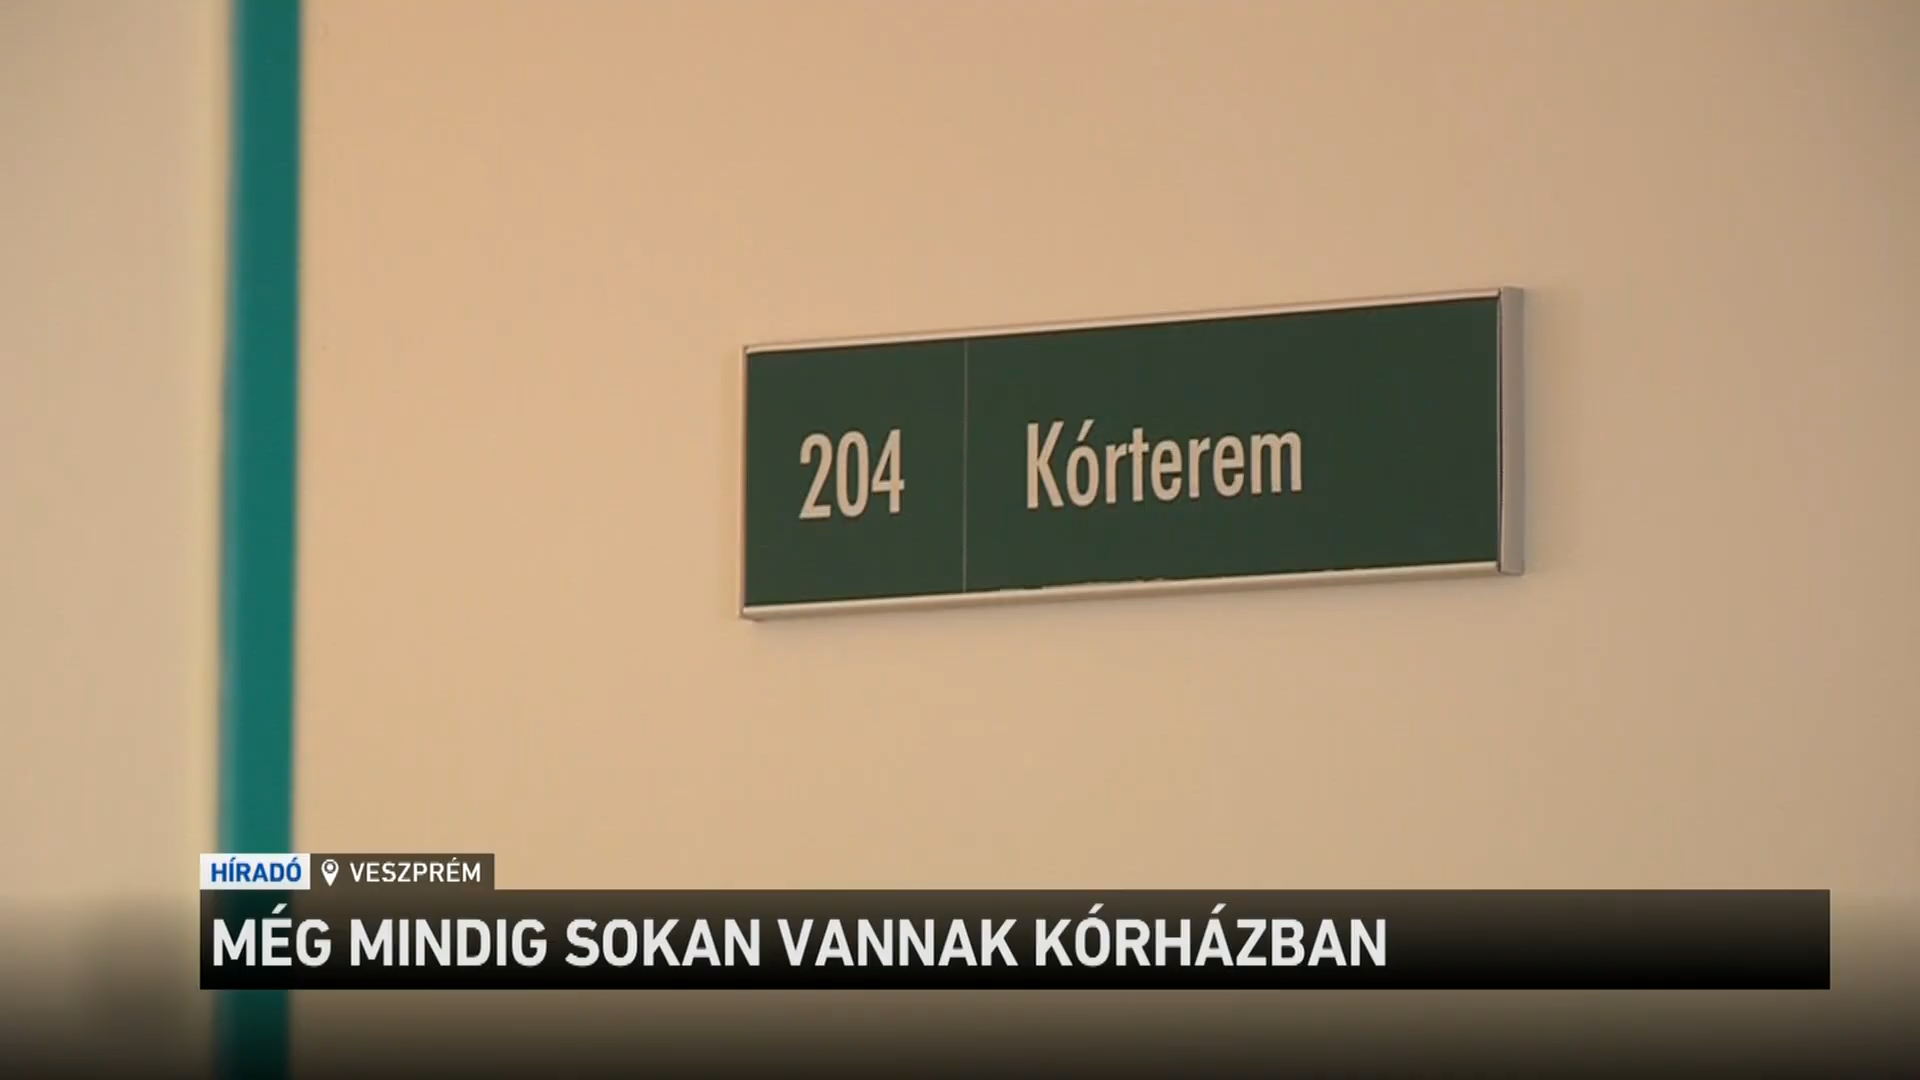 204 Kórterem
HÍRADÓ VESZPRÉM
MÉG MINDIG SOKAN VANNAK KÓRHÁZBAN